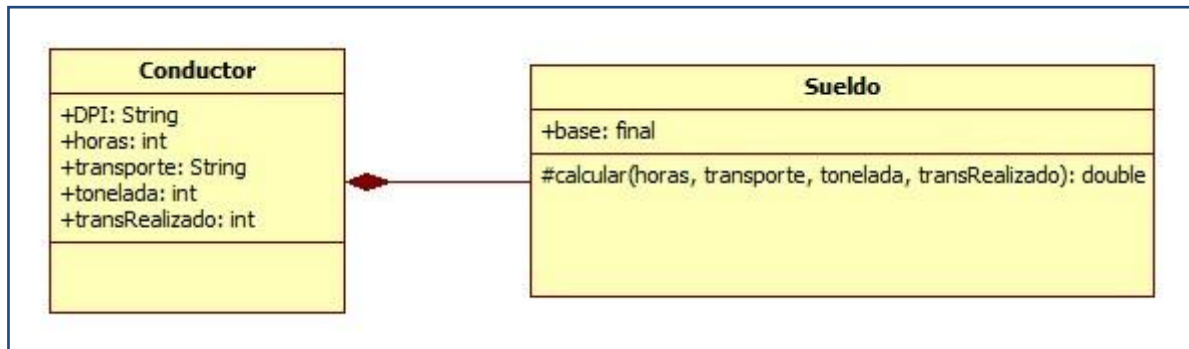 Conductor
+DPI: String
+horas: int
+transporte: String
+tonelada: int
+transRealizado: int
Sueldo
+base: final
#calcular(horas, transporte, tonelada, transRealizado): double